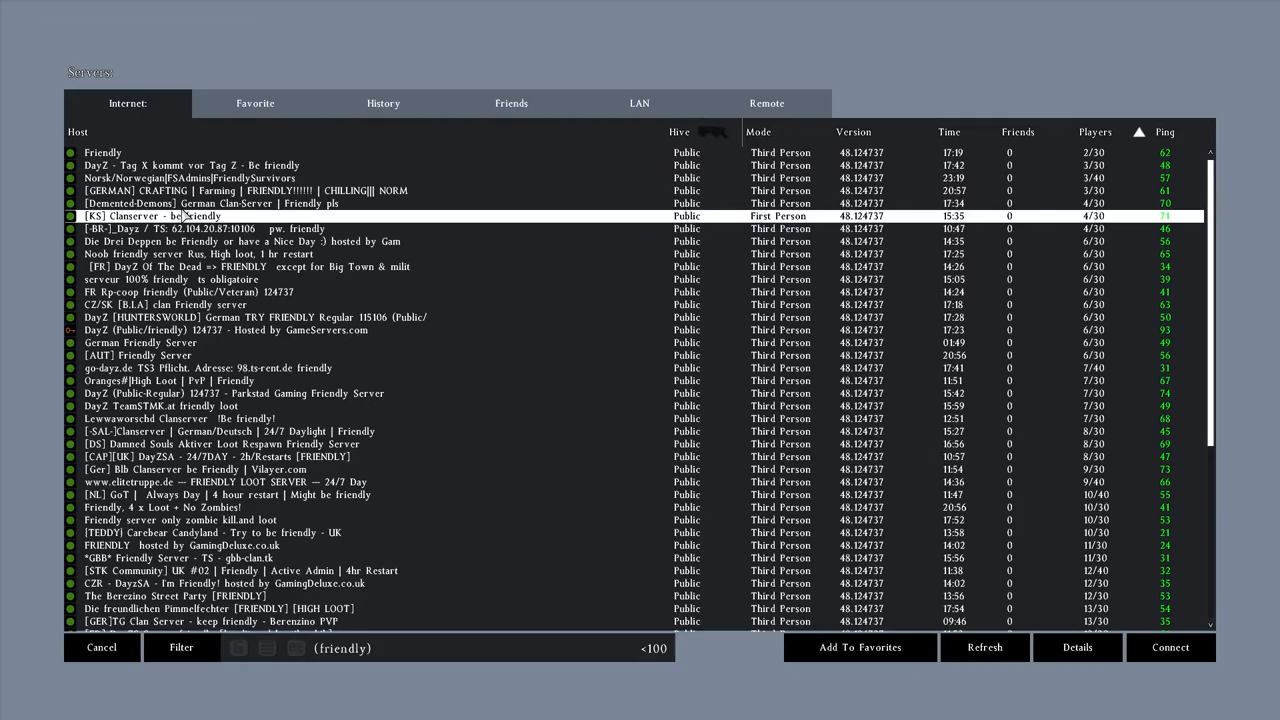 Servers:
Internet: Favorite History Friends LAN Remote
Host Hive Mode Version Time Friends Players Ping
Friendly Public Third Person 48.124737 17:19 0 2/30 62
DayZ - Tag X kommt vor Tag Z - Be friendly Public Third Person 48.124737 17:42 0 3/30 48
Norsk/Norwegian|FSAdmins|FriendlySurvivors Public Third Person 48.124737 23:19 0 3/40 57
[GERMAN] CRAFTING | Farming | FRIENDLY!!!!!! | CHILLING||| NORM Public Third Person 48.124737 20:57 0 3/30 61
[Demented-Demons] German Clan-Server | Friendly pls Public Third Person 48.124737 17:34 0 4/30 70
[KS] Clanserver - be friendly Public First Person 48.124737 15:35 0 4/30 71
[-BR-]_Dayz / TS: 62.104.20.87:10106 pw. friendly Public Third Person 48.124737 10:47 0 4/30 46
Die Drei Deppen be Friendly or have a Nice Day :) hosted by Gam Public Third Person 48.124737 14:35 0 6/30 56
Noob friendly server Rus, High loot, 1 hr restart Public Third Person 48.124737 17:25 0 6/30 65
[FR] DayZ Of The Dead => FRIENDLY except for Big Town & milit Public Third Person 48.124737 14:26 0 6/30 34
serveur 100% friendly ts obligatoire Public Third Person 48.124737 15:05 0 6/30 39
FR Rp-coop friendly (Public/Veteran) 124737 Public Third Person 48.124737 14:24 0 6/30 41
CZ/SK [B.I.A] clan Friendly server Public Third Person 48.124737 17:18 0 6/30 63
DayZ [HUNTERSWORLD] German TRY FRIENDLY Regular 115106 (Public/ Public Third Person 48.124737 17:28 0 6/30 50
DayZ (Public/friendly) 124737 - Hosted by GameServers.com Public Third Person 48.124737 17:23 0 6/30 93
German Friendly Server Public Third Person 48.124737 01:49 0 6/30 49
[AUT] Friendly Server Public Third Person 48.124737 20:56 0 6/30 56
go-dayz.de TS3 Pflicht. Adresse: 98.ts-rent.de friendly Public Third Person 48.124737 17:41 0 7/40 31
Oranges#|High Loot | PvP | Friendly Public Third Person 48.124737 11:51 0 7/30 67
DayZ (Public-Regular) 124737 - Parkstad Gaming Friendly Server Public Third Person 48.124737 15:42 0 7/30 74
DayZ TeamSTMK.at friendly loot Public Third Person 48.124737 15:59 0 7/30 49
Lewwaworschd Clanserver !Be friendly! Public Third Person 48.124737 12:51 0 7/30 68
[-SAL-]Clanserver | German/Deutsch | 24/7 Daylight | Friendly Public Third Person 48.124737 15:27 0 8/30 45
[DS] Damned Souls Aktiver Loot Respawn Friendly Server Public Third Person 48.124737 16:56 0 8/30 69
[CAP][UK] DayZSA - 24/7DAY - 2h/Restarts [FRIENDLY] Public Third Person 48.124737 10:57 0 8/30 47
[Ger] Blb Clanserver be Friendly | Vilayer.com Public Third Person 48.124737 11:54 0 9/30 73
www.elitetruppe.de --- FRIENDLY LOOT SERVER --- 24/7 Day Public Third Person 48.124737 14:36 0 9/40 66
[NL] GoT | Always Day | 4 hour restart | Might be friendly Public Third Person 48.124737 11:47 0 10/40 55
Friendly, 4 x Loot + No Zombies! Public Third Person 48.124737 20:56 0 10/30 41
Friendly server only zombie kill.and loot Public Third Person 48.124737 17:52 0 10/30 53
[TEDDY} Carebear Candyland - Try to be friendly - UK Public Third Person 48.124737 13:58 0 10/30 21
FRIENDLY hosted by GamingDeluxe.co.uk Public Third Person 48.124737 14:02 0 11/30 24
*GBB* Friendly Server - TS - gbb-clan.tk Public Third Person 48.124737 15:56 0 11/30 31
[STK Community] UK #02 | Friendly | Active Admin | 4hr Restart Public Third Person 48.124737 11:38 0 12/40 32
CZR - DayzSA - I'm Friendly! hosted by GamingDeluxe.co.uk Public Third Person 48.124737 14:02 0 12/30 35
The Berezino Street Party [FRIENDLY] Public Third Person 48.124737 13:56 0 12/30 53
Die freundlichen Pimmelfechter [FRIENDLY] [HIGH LOOT] Public Third Person 48.124737 17:54 0 13/30 54
[GER]TG Clan Server - keep friendly - Berenzino PVP Public Third Person 48.124737 09:46 0 13/30 35
Cancel Filter (friendly) <100 Add To Favorites Refresh Details Connect